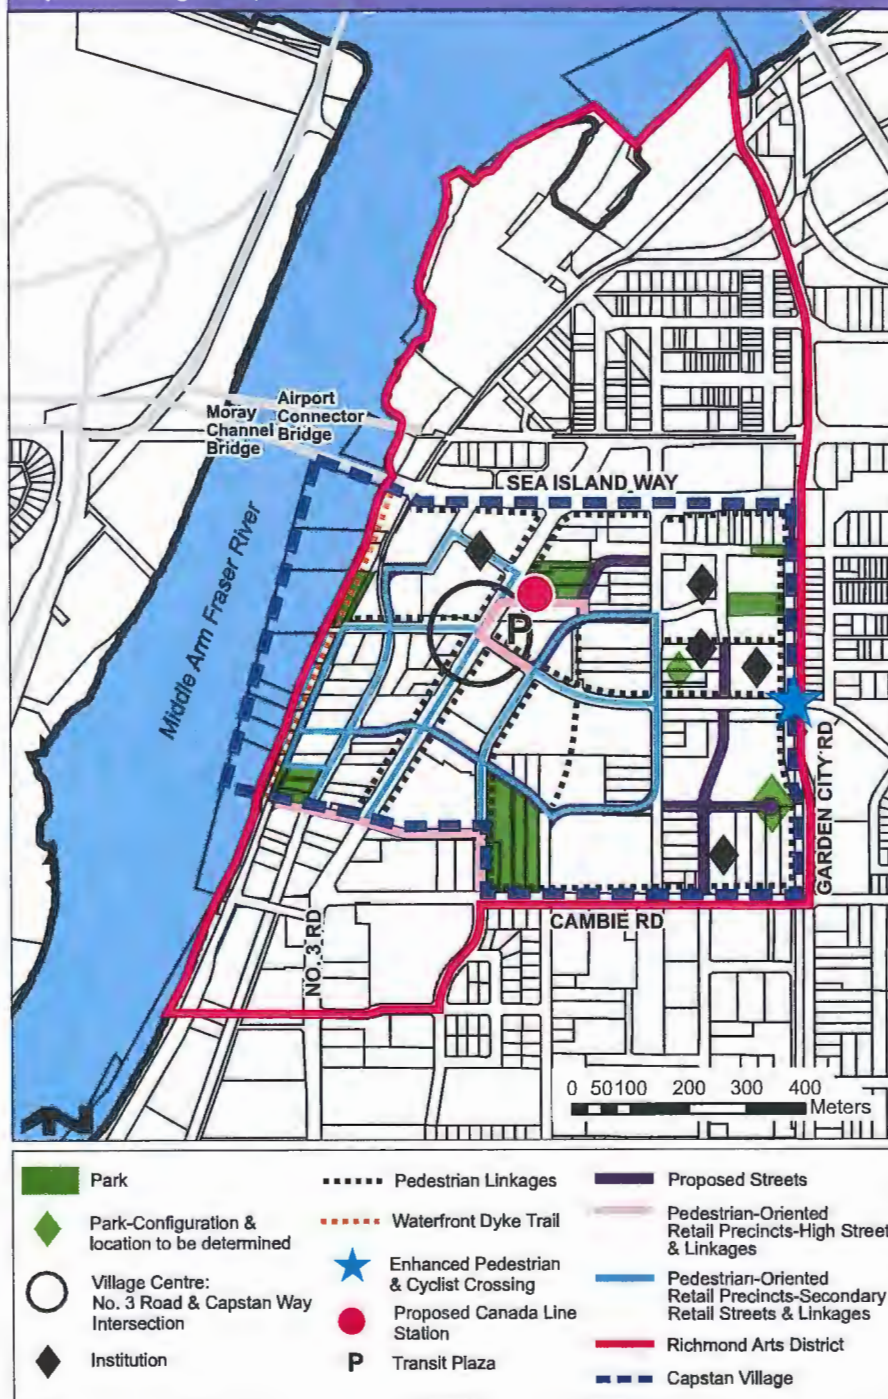 Moray
Channel
Bridge
Airport
Connector
Bridge
SEA ISLAND WAY
Middle Arm Fraser River
P
GARDEN CITY RD
NO. 3 RD
CAMBIE RD
0 50 100 200 300 400
Meters
Park
Park-Configuration &
location to be determined
Village Centre:
No. 3 Road & Capstan Way
Intersection
Institution
Pedestrian Linkages
Waterfront Dyke Trail
Enhanced Pedestrian
& Cyclist Crossing
Proposed Canada Line
Station
P Transit Plaza
Proposed Streets
Pedestrian-Oriented
Retail Precincts-High Street
& Linkages
Pedestrian-Oriented
Retail Precincts-Secondary
Retail Streets & Linkages
Richmond Arts District
Capstan Village